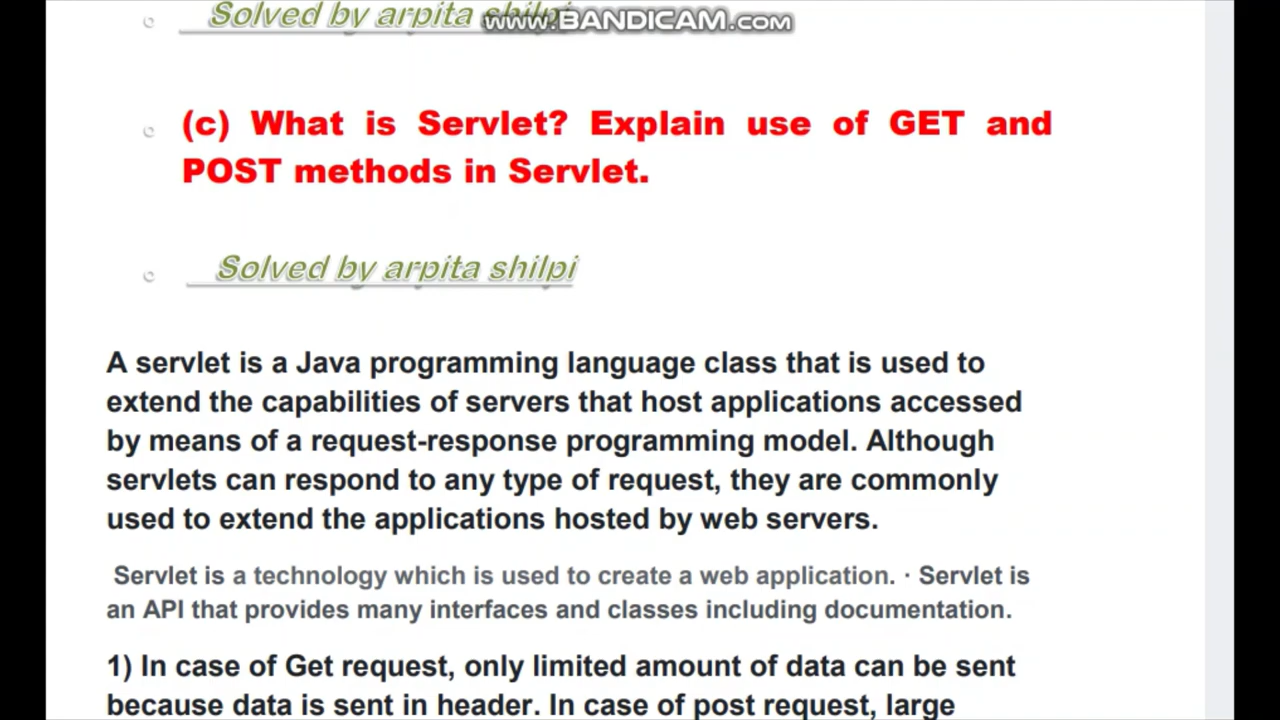 Solved by arpita shilpi
www.BANDICAM.com
(c) What is Servlet? Explain use of GET and
POST methods in Servlet.
Solved by arpita shilpi
A servlet is a Java programming language class that is used to
extend the capabilities of servers that host applications accessed
by means of a request-response programming model. Although
servlets can respond to any type of request, they are commonly
used to extend the applications hosted by web servers.
Servlet is a technology which is used to create a web application. · Servlet is
an API that provides many interfaces and classes including documentation.
1) In case of Get request, only limited amount of data can be sent
because data is sent in header. In case of post request, large